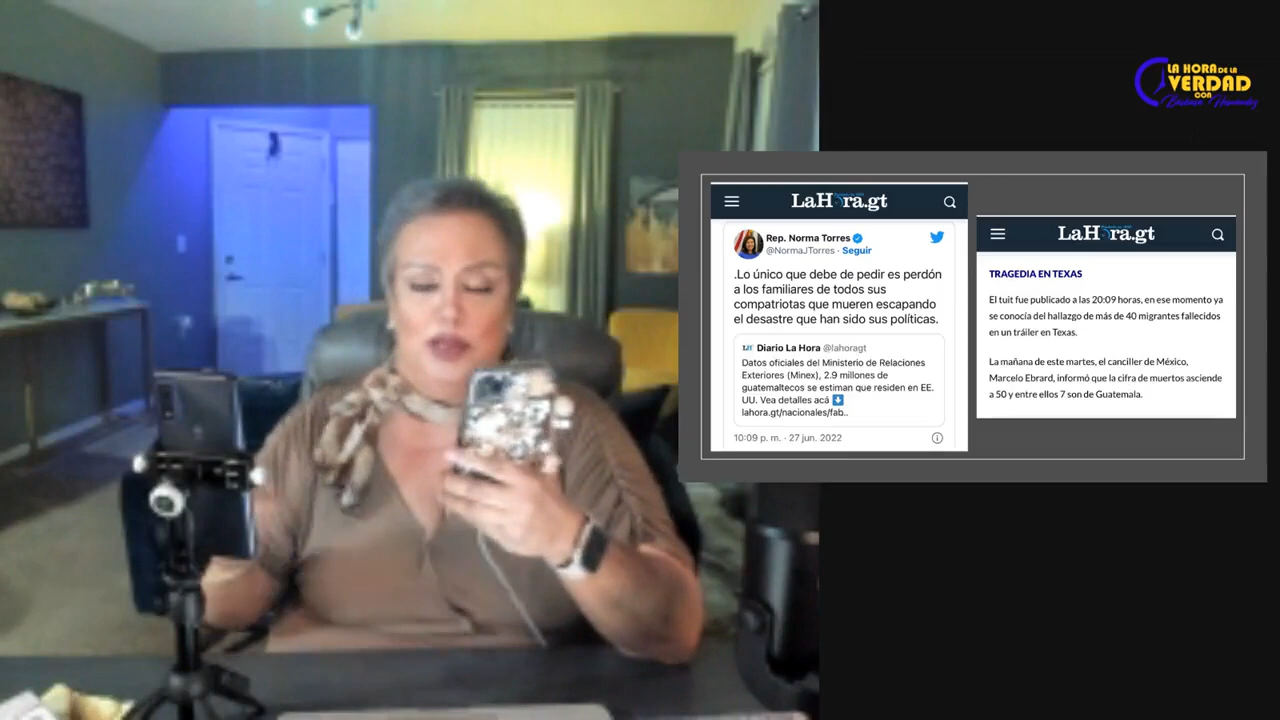 LA HORA DE LA
VERDAD
CON
LaHora.gt
Rep. Norma Torres
@NormaJTorres · Seguir
.Lo único que debe de pedir es perdón
a los familiares de todos sus
compatriotas que mueren escapando
el desastre que han sido sus políticas.
Diario La Hora @lahoragt
Datos oficiales del Ministerio de Relaciones
Exteriores (Minex), 2.9 millones de
guatemaltecos se estiman que residen en EE.
UU. Vea detalles acá ⬇
lahora.gt/nacionales/fab..
10:09 p. m. · 27 jun. 2022
LaHora.gt
TRAGEDIA EN TEXAS
El tuit fue publicado a las 20:09 horas, en ese momento ya
se conocía del hallazgo de más de 40 migrantes fallecidos
en un tráiler en Texas.
La mañana de este martes, el canciller de México,
Marcelo Ebrard, informó que la cifra de muertos asciende
a 50 y entre ellos 7 son de Guatemala.